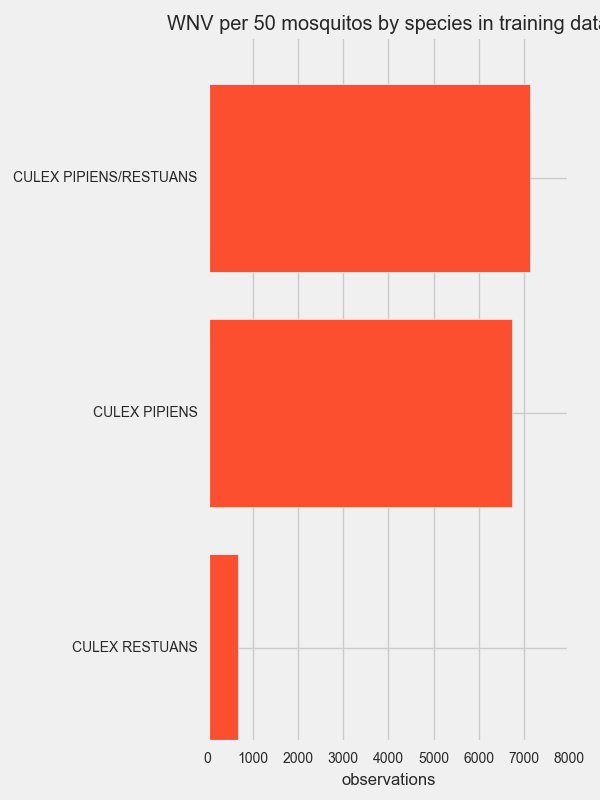 WNV per 50 mosquitos by species in training data
CULEX PIPIENS/RESTUANS
CULEX PIPIENS
CULEX RESTUANS
0 1000 2000 3000 4000 5000 6000 7000 8000
observations